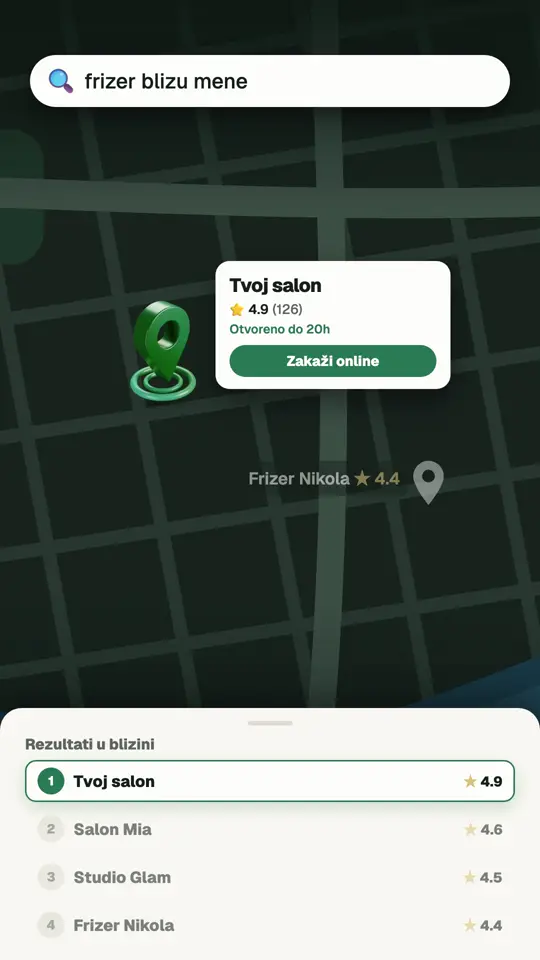 frizer blizu mene
Tvoj salon
4.9 (126)
Otvoreno do 20h
Zakaži online
Frizer Nikola ★ 4.4
Rezultati u blizini
1 Tvoj salon ★ 4.9
2 Salon Mia ★ 4.6
3 Studio Glam ★ 4.5
4 Frizer Nikola ★ 4.4